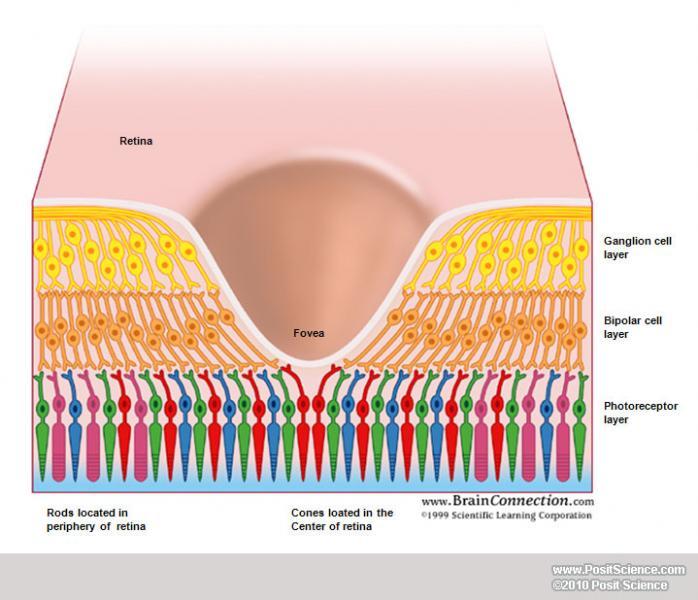 Retina
Ganglion cell
layer
Bipolar cell
layer
Fovea
Photoreceptor
layer
www.BrainConnection.com
©1999 Scientific Learning Corporation
Rods located in
periphery of retina
Cones loated in the
Center of retina
www.PositScience.com
©2010 Posit Science